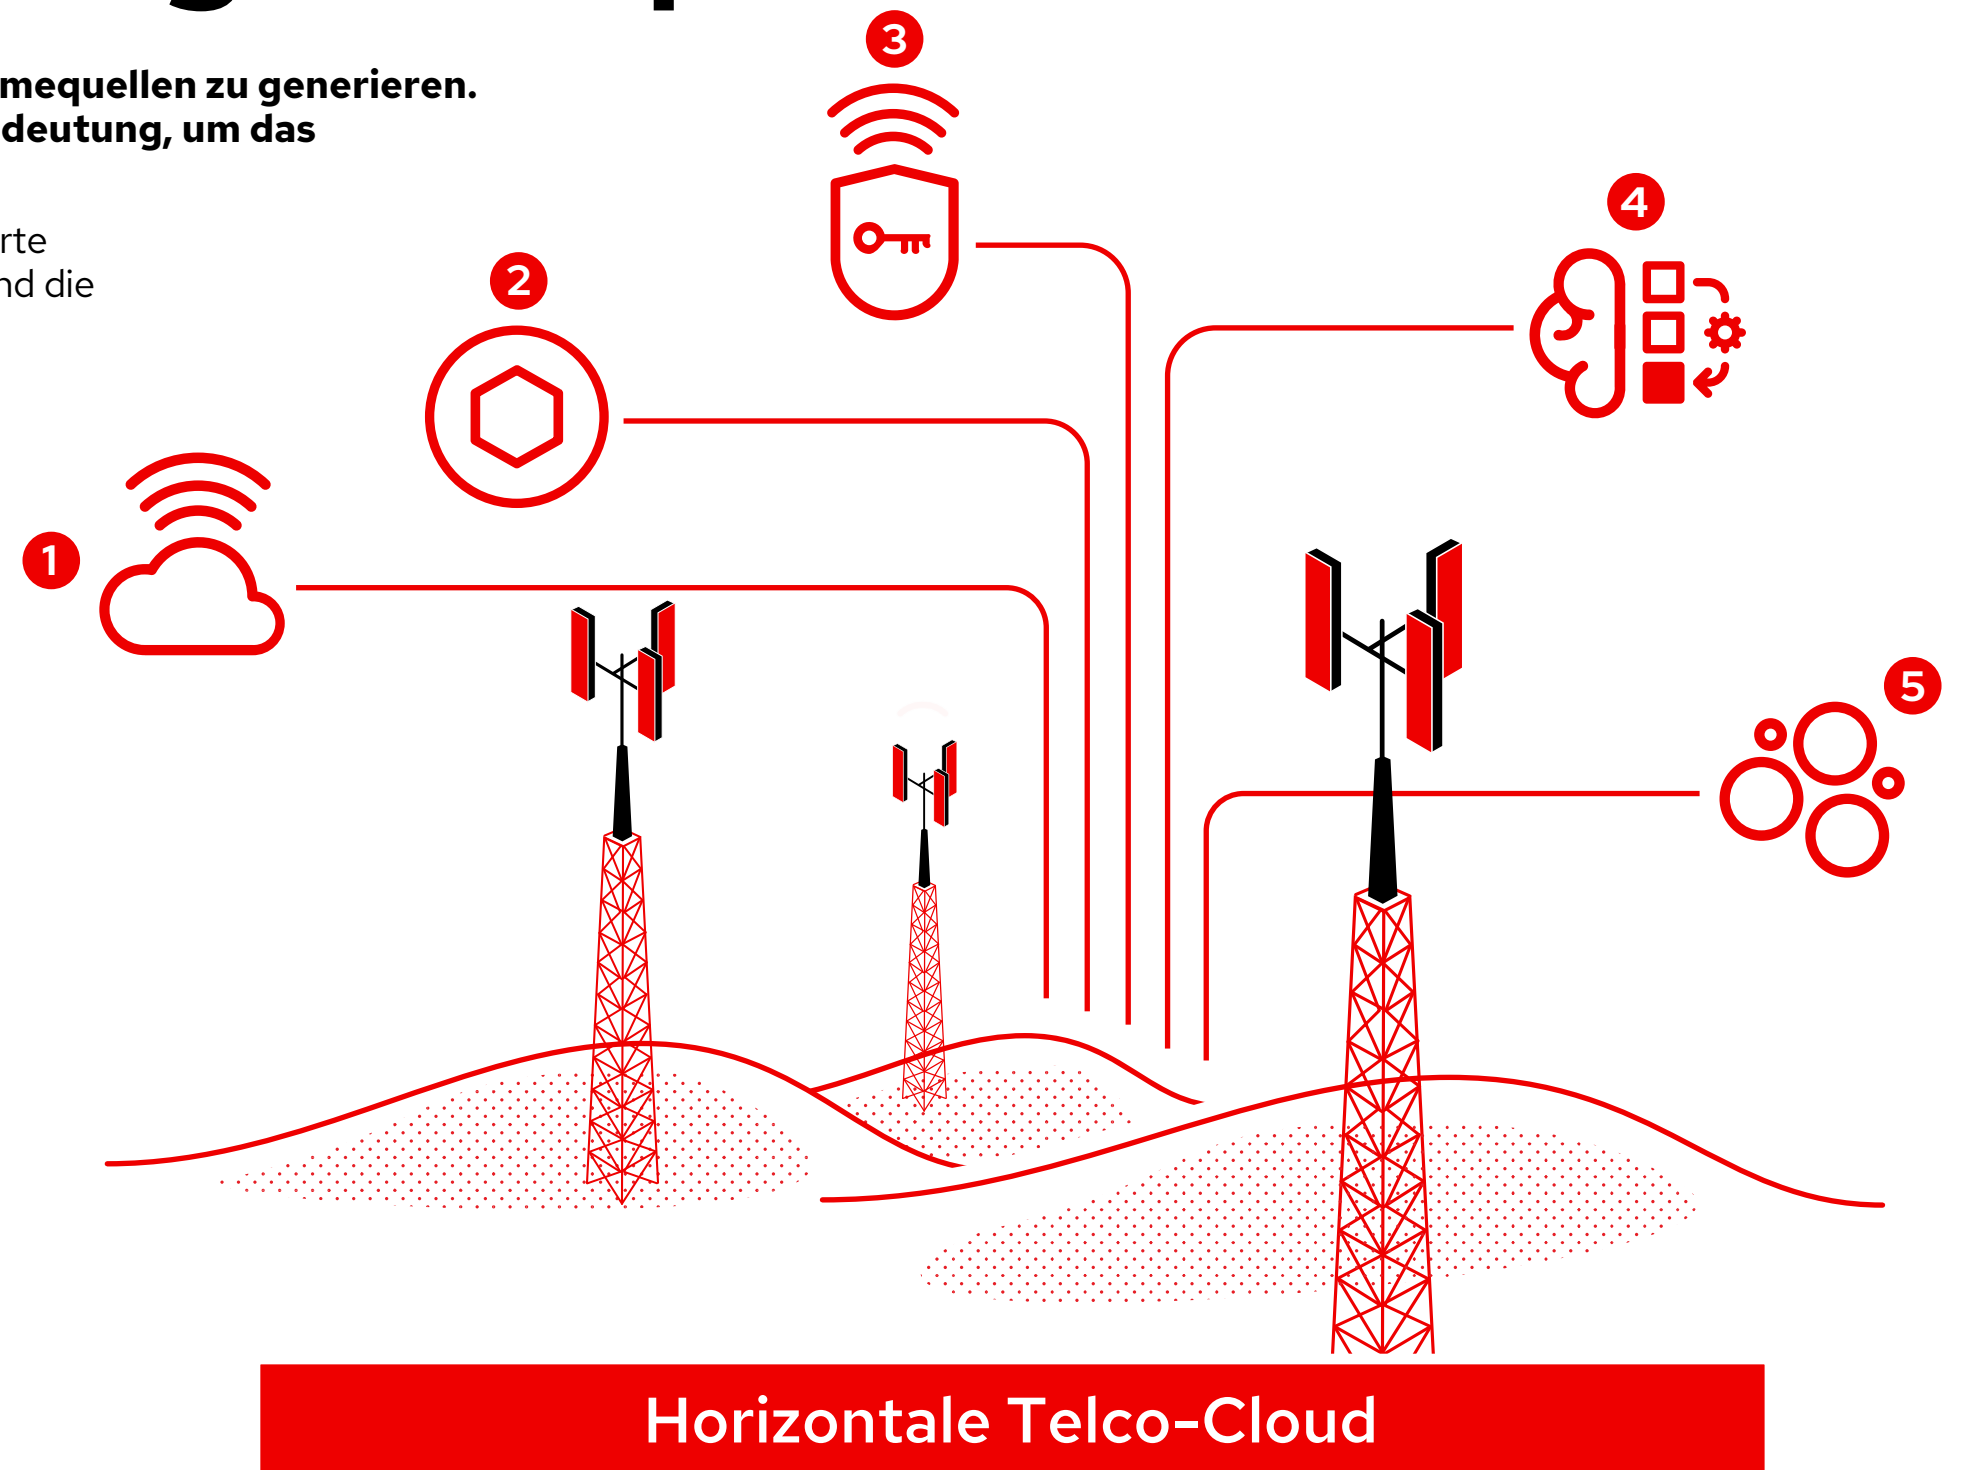 mequellen zu generieren.
deutung, um das
rte
nd die
3
4
2
1
5
Horizontale Telco-Cloud